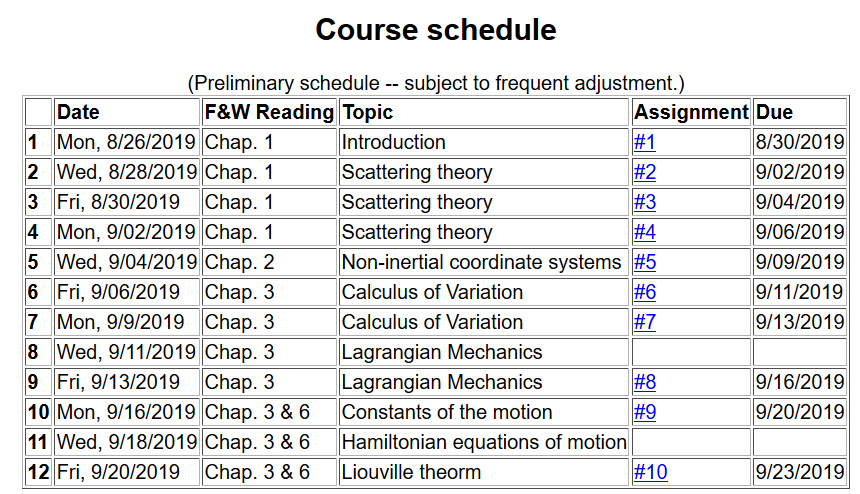 Course schedule
(Preliminary schedule -- subject to frequent adjustment.)
Date F&W Reading Topic Assignment Due
1 Mon, 8/26/2019 Chap. 1 Introduction #1 8/30/2019
2 Wed, 8/28/2019 Chap. 1 Scattering theory #2 9/02/2019
3 Fri, 8/30/2019 Chap. 1 Scattering theory #3 9/04/2019
4 Mon, 9/02/2019 Chap. 1 Scattering theory #4 9/06/2019
5 Wed, 9/04/2019 Chap. 2 Non-inertial coordinate systems #5 9/09/2019
6 Fri, 9/06/2019 Chap. 3 Calculus of Variation #6 9/11/2019
7 Mon, 9/9/2019 Chap. 3 Calculus of Variation #7 9/13/2019
8 Wed, 9/11/2019 Chap. 3 Lagrangian Mechanics
9 Fri, 9/13/2019 Chap. 3 Lagrangian Mechanics #8 9/16/2019
10 Mon, 9/16/2019 Chap. 3 & 6 Constants of the motion #9 9/20/2019
11 Wed, 9/18/2019 Chap. 3 & 6 Hamiltonian equations of motion
12 Fri, 9/20/2019 Chap. 3 & 6 Liouville theorm #10 9/23/2019